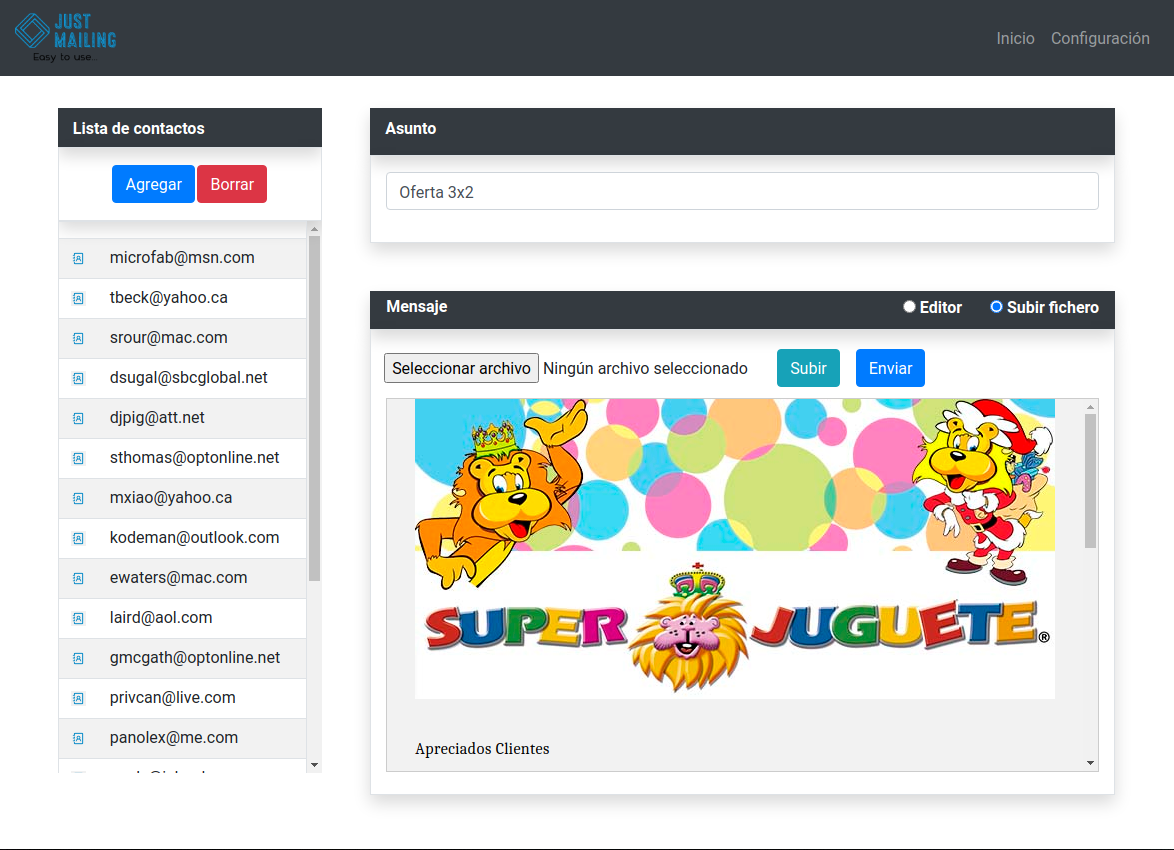 JUST
MAILING
Easy to use...
Inicio
Configuración
Lista de contactos
Agregar
Borrar
microfab@msn.com
tbeck@yahoo.ca
srour@mac.com
dsugal@sbcglobal.net
djpig@att.net
sthomas@optonline.net
mxiao@yahoo.ca
kodeman@outlook.com
ewaters@mac.com
laird@aol.com
gmcgath@optonline.net
privcan@live.com
panolex@me.com
Asunto
Oferta 3x2
Mensaje
Editor
Subir fichero
Seleccionar archivo
Ningún archivo seleccionado
Subir
Enviar
SUPER JUGUETE®
Apreciados Clientes